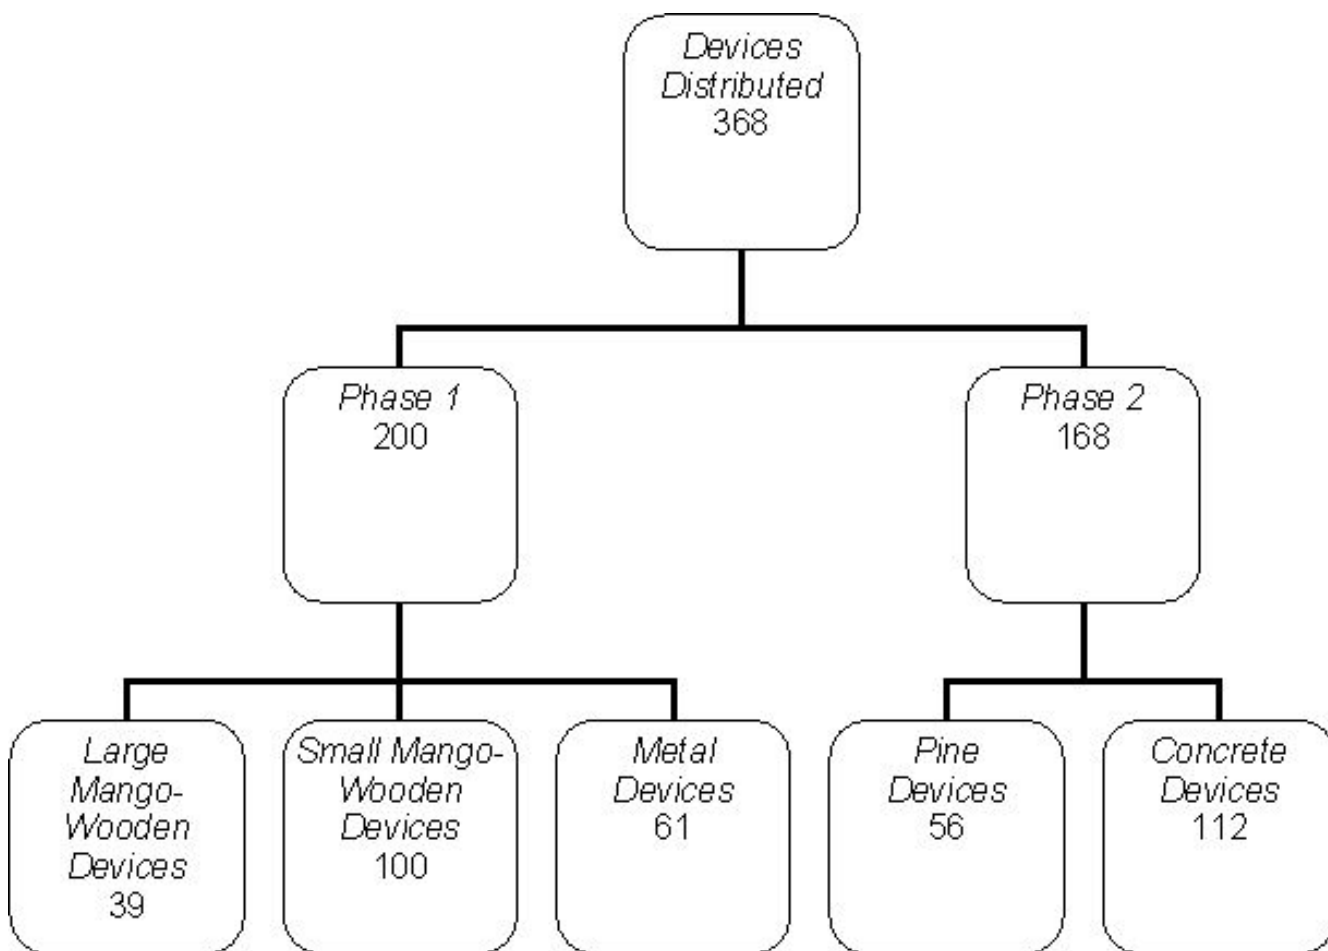 Devices
Distributed
368
Phase 1
200
Phase 2
168
Large
Mango-
Wooden
Devices
39
Small Mango-
Wooden
Devices
100
Metal
Devices
61
Pine
Devices
56
Concrete
Devices
112